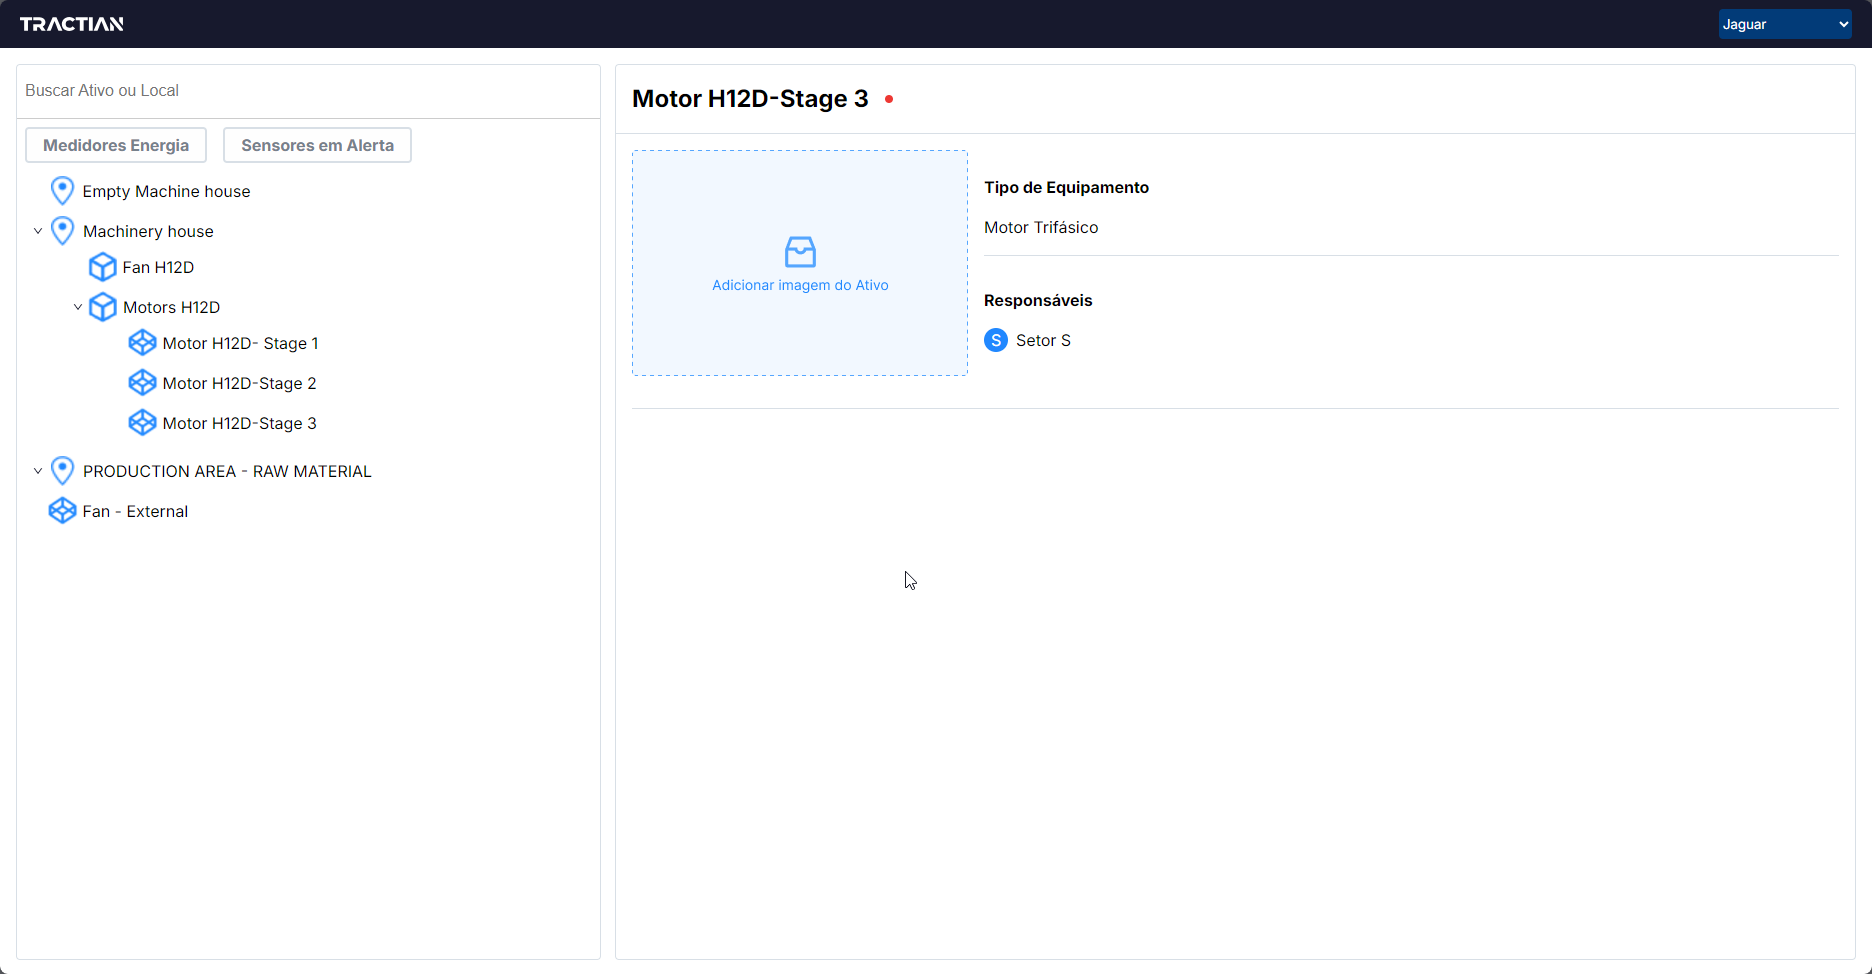 TRACTIAN
Jaguar
Buscar Ativo ou Local
Medidores Energia
Sensores em Alerta
Empty Machine house
Machinery house
Fan H12D
Motors H12D
Motor H12D- Stage 1
Motor H12D-Stage 2
Motor H12D-Stage 3
PRODUCTION AREA - RAW MATERIAL
Fan - External
Motor H12D-Stage 3
Adicionar imagem do Ativo
Tipo de Equipamento
Motor Trifásico
Responsáveis
S Setor S